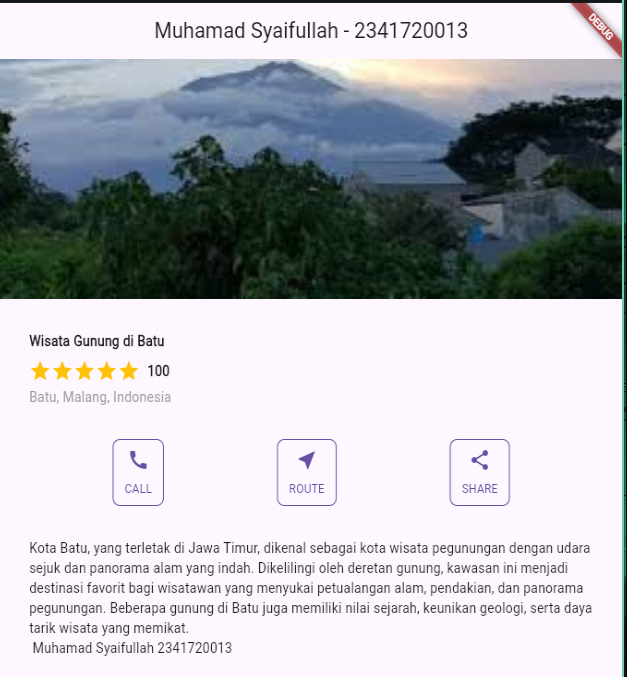 Muhamad Syaifullah - 2341720013
DEBUG
Wisata Gunung di Batu
100
Batu, Malang, Indonesia
CALL
ROUTE
SHARE
Kota Batu, yang terletak di Jawa Timur, dikenal sebagai kota wisata pegunungan dengan udara
sejuk dan panorama alam yang indah. Dikelilingi oleh deretan gunung, kawasan ini menjadi
destinasi favorit bagi wisatawan yang menyukai petualangan alam, pendakian, dan panorama
pegunungan. Beberapa gunung di Batu juga memiliki nilai sejarah, keunikan geologi, serta daya
tarik wisata yang memikat.
Muhamad Syaifullah 2341720013